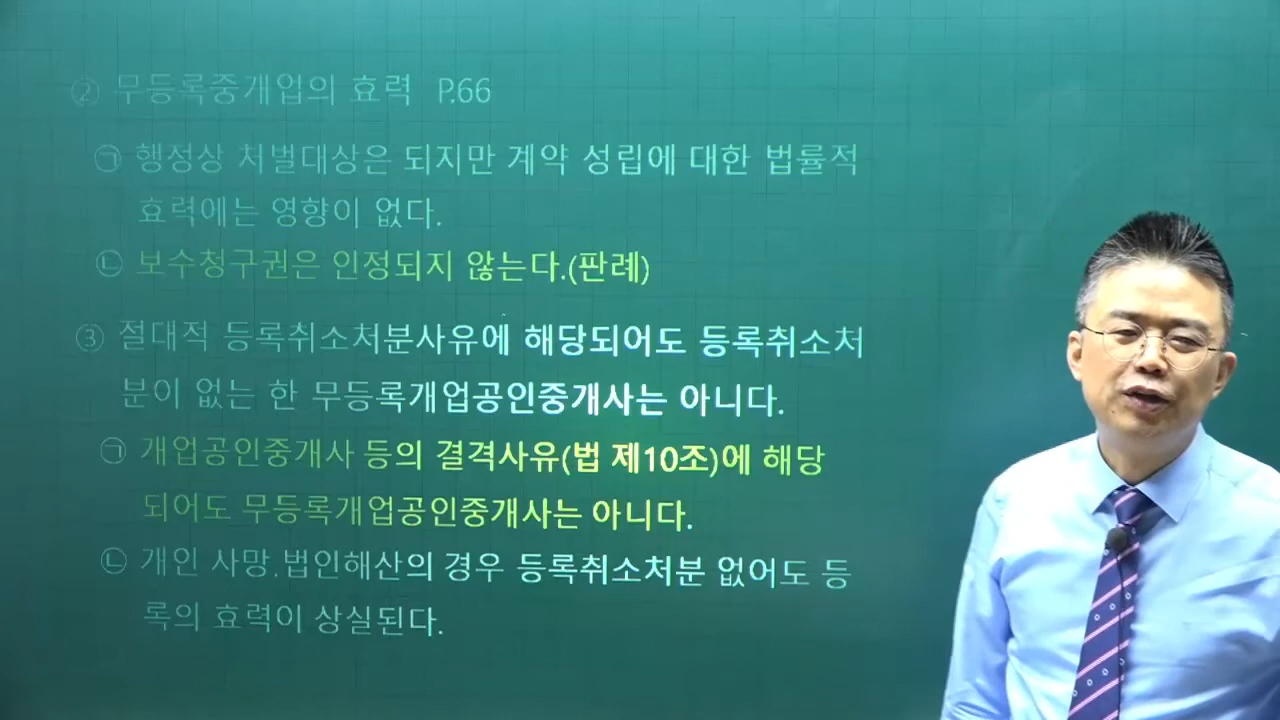 ② 무등록중개업의 효력 P.66
㉠ 행정상 처벌대상은 되지만 계약 성립에 대한 법률적
효력에는 영향이 없다.
㉡ 보수청구권은 인정되지 않는다.(판례)
③ 절대적 등록취소처분사유에 해당되어도 등록취소처
분이 없는 한 무등록개업공인중개사는 아니다.
㉠ 개업공인중개사 등의 결격사유(법 제10조)에 해당
되어도 무등록개업공인중개사는 아니다.
㉡ 개인 사망.법인해산의 경우 등록취소처분 없어도 등
록의 효력이 상실된다.